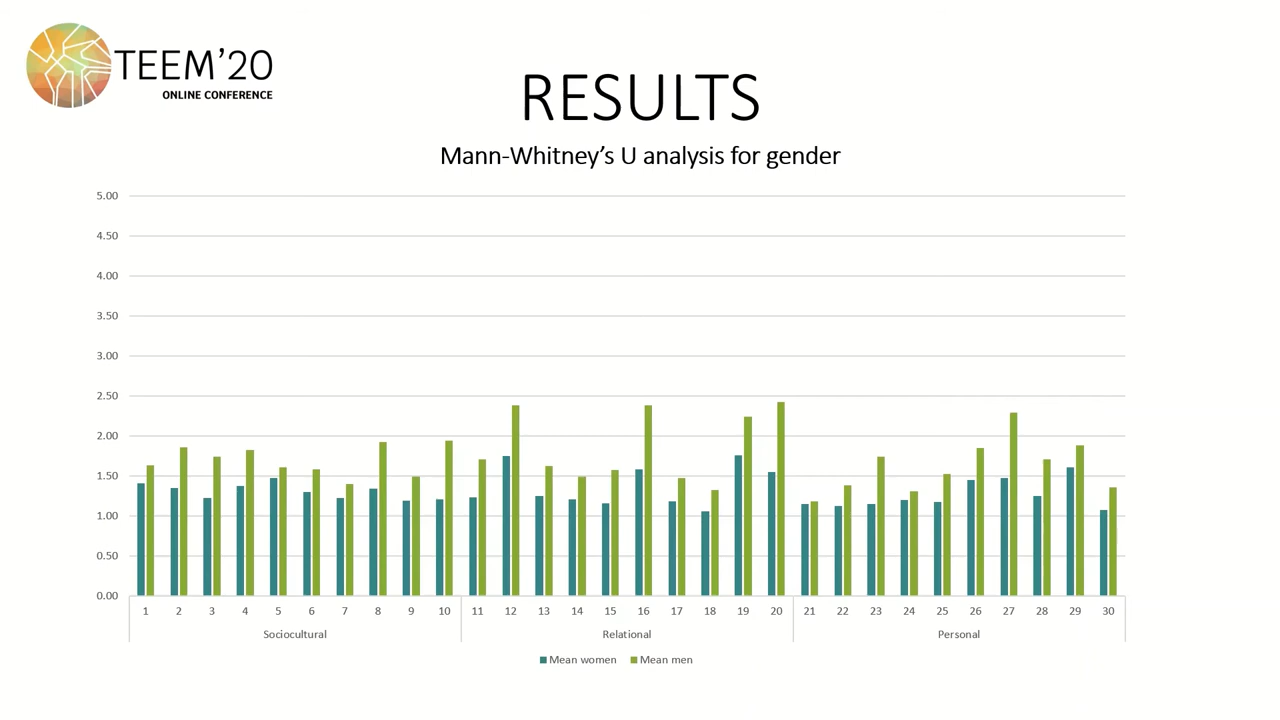 TEEM’20
ONLINE CONFERENCE
RESULTS
Mann-Whitney’s U analysis for gender
5.00
4.50
4.00
3.50
3.00
2.50
2.00
1.50
1.00
0.50
0.00
1 2 3 4 5 6 7 8 9 10 11 12 13 14 15 16 17 18 19 20 21 22 23 24 25 26 27 28 29 30
Sociocultural Relational Personal
Mean women Mean men